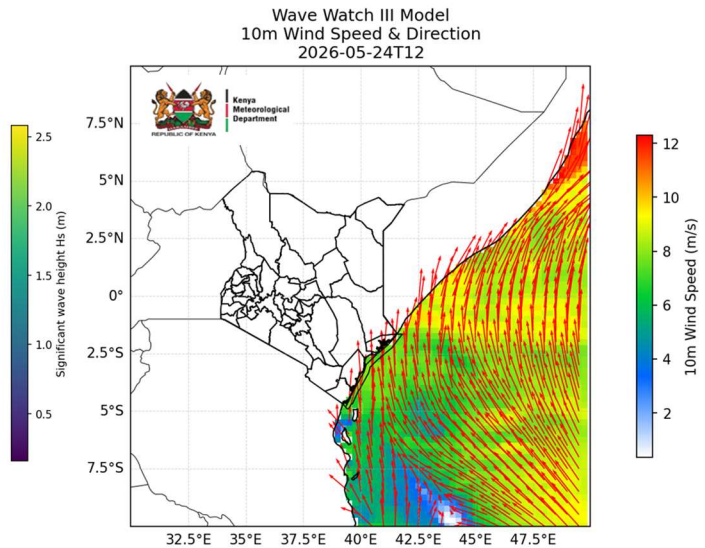 Wave Watch III Model
10m Wind Speed & Direction
2026-05-24T12
Kenya
Meteorological
Department
REPUBLIC OF KENYA
7.5°N
5°N
2.5°N
0°
2.5°S
5°S
7.5°S
32.5°E 35°E 37.5°E 40°E 42.5°E 45°E 47.5°E
2.5
2.0
1.5
1.0
0.5
Significant wave height Hs (m)
12
10
8
6
4
2
10m Wind Speed (m/s)